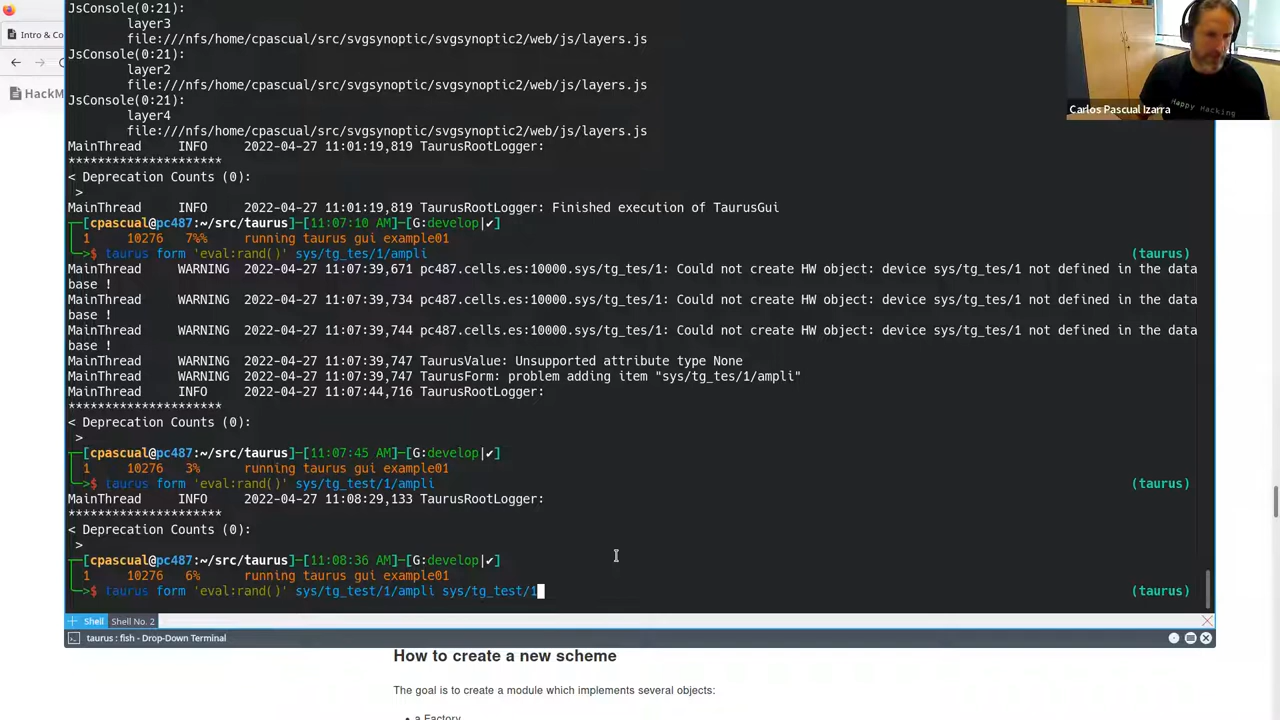 JsConsole(0:21):
layer3
file:///nfs/home/cpascual/src/svgsynoptic/svgsynoptic2/web/js/layers.js
JsConsole(0:21):
layer2
file:///nfs/home/cpascual/src/svgsynoptic/svgsynoptic2/web/js/layers.js
JsConsole(0:21):
layer4
file:///nfs/home/cpascual/src/svgsynoptic/svgsynoptic2/web/js/layers.js
MainThread INFO 2022-04-27 11:01:19,819 TaurusRootLogger:
**********************
< Deprecation Counts (0):
>
MainThread INFO 2022-04-27 11:01:19,819 TaurusRootLogger: Finished execution of TaurusGui
[cpascual@pc487:~/src/taurus]─[11:07:10 AM]─[G:develop|✔]
1 10276 7%% running taurus gui example01
>$ taurus form 'eval:rand()' sys/tg_tes/1/ampli (taurus)
MainThread WARNING 2022-04-27 11:07:39,671 pc487.cells.es:10000.sys/tg_tes/1: Could not create HW object: device sys/tg_tes/1 not defined in the data
base !
MainThread WARNING 2022-04-27 11:07:39,734 pc487.cells.es:10000.sys/tg_tes/1: Could not create HW object: device sys/tg_tes/1 not defined in the data
base !
MainThread WARNING 2022-04-27 11:07:39,744 pc487.cells.es:10000.sys/tg_tes/1: Could not create HW object: device sys/tg_tes/1 not defined in the data
base !
MainThread WARNING 2022-04-27 11:07:39,747 TaurusValue: Unsupported attribute type None
MainThread WARNING 2022-04-27 11:07:39,747 TaurusForm: problem adding item "sys/tg_tes/1/ampli"
MainThread INFO 2022-04-27 11:07:44,716 TaurusRootLogger:
**********************
< Deprecation Counts (0):
>
[cpascual@pc487:~/src/taurus]─[11:07:45 AM]─[G:develop|✔]
1 10276 3% running taurus gui example01
>$ taurus form 'eval:rand()' sys/tg_test/1/ampli (taurus)
MainThread INFO 2022-04-27 11:08:29,133 TaurusRootLogger:
**********************
< Deprecation Counts (0):
>
[cpascual@pc487:~/src/taurus]─[11:08:36 AM]─[G:develop|✔]
1 10276 6% running taurus gui example01
>$ taurus form 'eval:rand()' sys/tg_test/1/ampli sys/tg_test/1 (taurus)
Shell Shell No. 2
taurus : fish - Drop-Down Terminal
Carlos Pascual Izarra
Happy Hacking
Intro & Co
HackM
How to create a new scheme
The goal is to create a module which implements several objects:
• a Factory